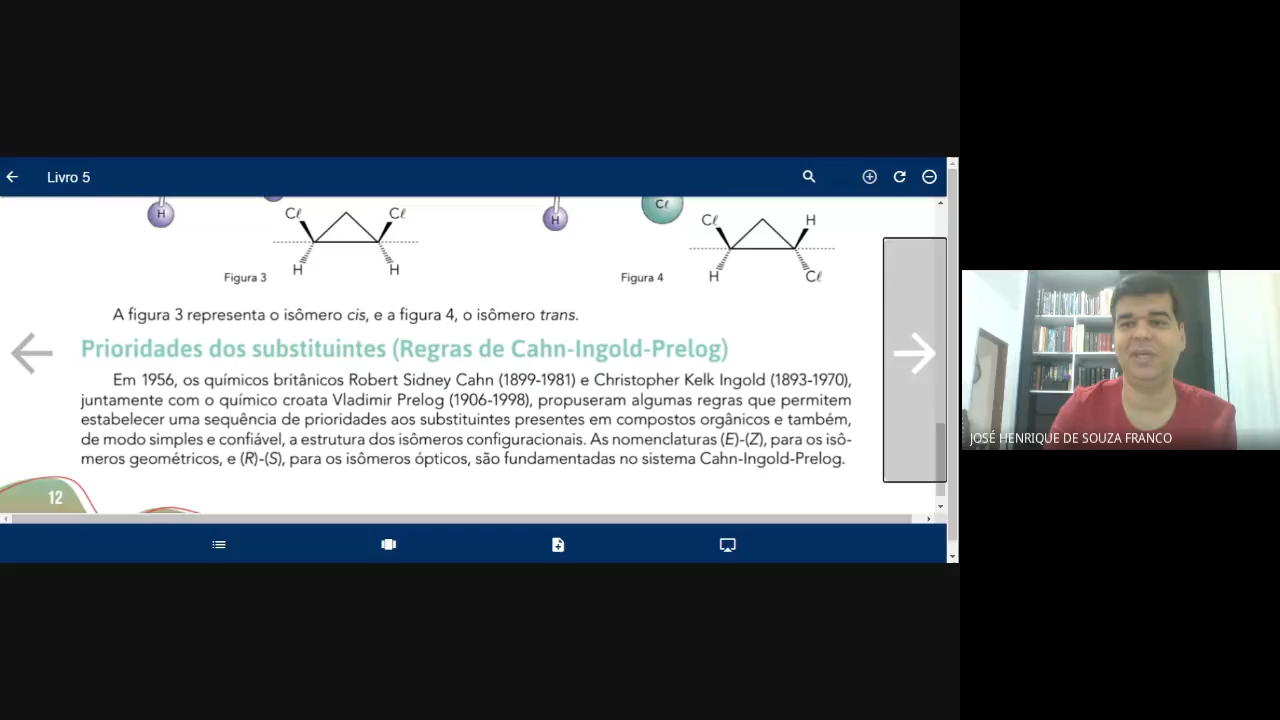 Livro 5
H
H
Cℓ
Cℓ
Cℓ
H
H
Figura 3
Cℓ
H
H
Cℓ
Figura 4
A figura 3 representa o isômero cis, e a figura 4, o isômero trans.
Prioridades dos substituintes (Regras de Cahn-Ingold-Prelog)
Em 1956, os químicos britânicos Robert Sidney Cahn (1899-1981) e Christopher Kelk Ingold (1893-1970),
juntamente com o químico croata Vladimir Prelog (1906-1998), propuseram algumas regras que permitem
estabelecer uma sequência de prioridades aos substituintes presentes em compostos orgânicos e também,
de modo simples e confiável, a estrutura dos isômeros configuracionais. As nomenclaturas (E)-(Z), para os isô-
meros geométricos, e (R)-(S), para os isômeros ópticos, são fundamentadas no sistema Cahn-Ingold-Prelog.
12
JOSÉ HENRIQUE DE SOUZA FRANCO